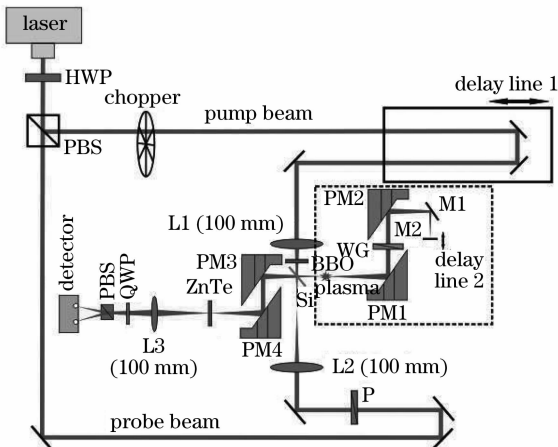 laser
HWP
chopper
PBS
pump beam
delay line 1
L1 (100 mm)
PM2
M1
M2
WG
delay
line 2
BBO
PM3
Si
plasma
PM1
detector
PBS
QWP
ZnTe
L3
(100 mm)
PM4
L2 (100 mm)
P
probe beam